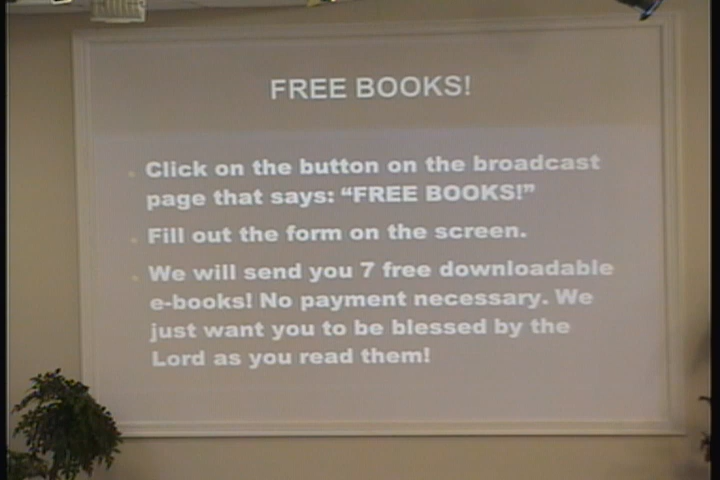 FREE BOOKS!
Click on the button on the broadcast
page that says: “FREE BOOKS!”
Fill out the form on the screen.
We will send you 7 free downloadable
e-books! No payment necessary. We
just want you to be blessed by the
Lord as you read them!